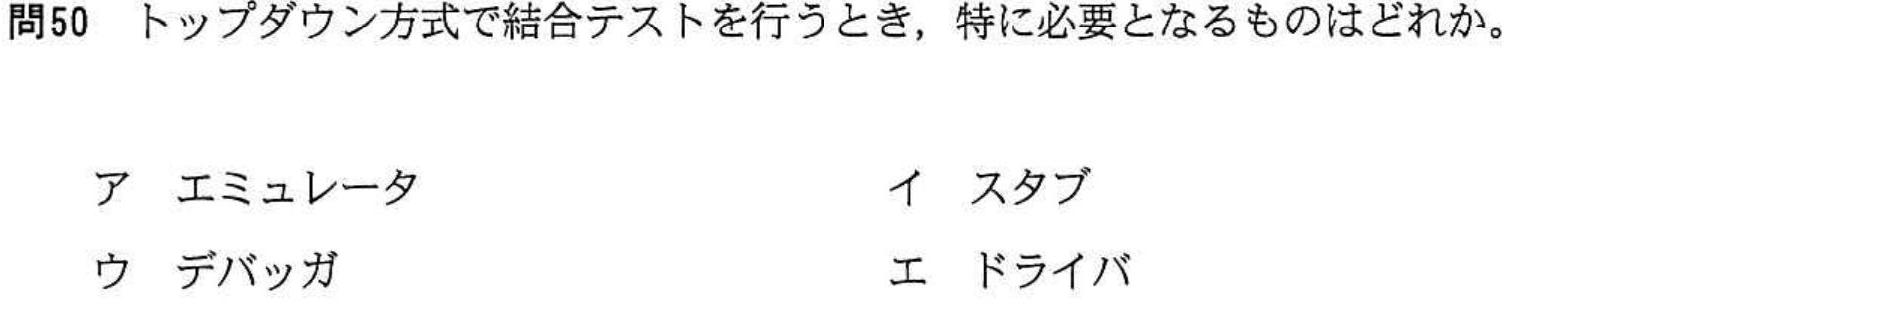 問50　トップダウン方式で結合テストを行うとき，特に必要となるものはどれか。
ア　エミュレータ　イ　スタブ
ウ　デバッガ　エ　ドライバ